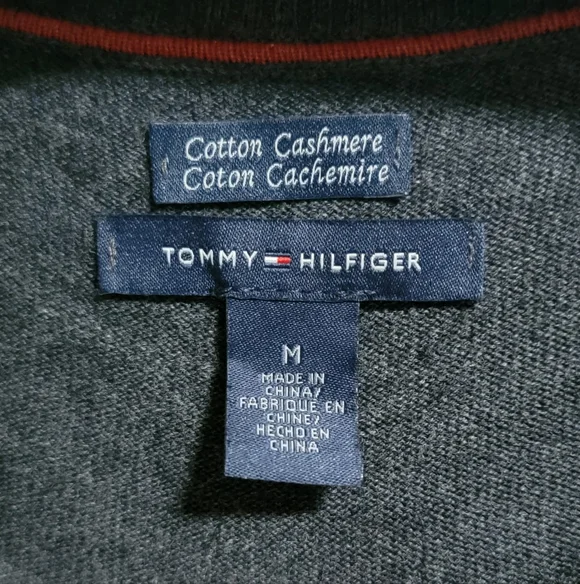 Cotton Cashmere
Coton Cachemire
TOMMY HILFIGER
M
MADE IN
CHINA/
FABRIQUE EN
CHINE/
HECHO EN
CHINA